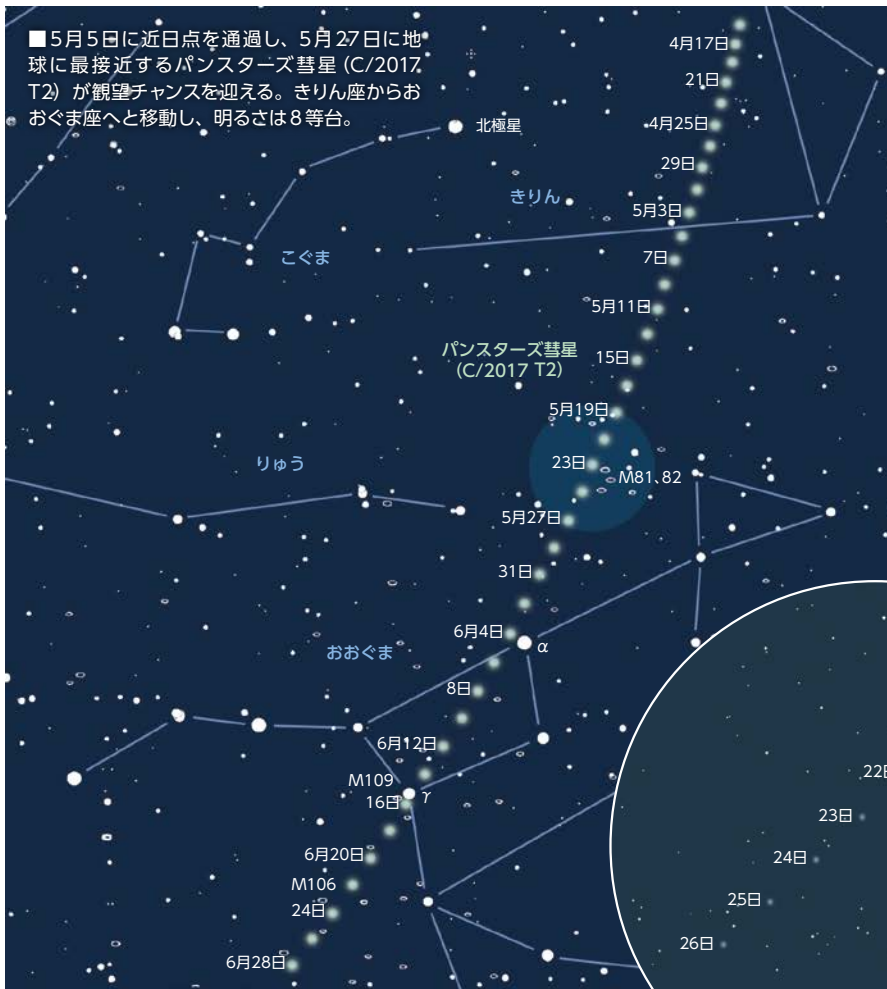 ■5月5日に近日点を通過し、5月27日に地
球に最接近するパンスターズ彗星(C/2017
T2)が観望チャンスを迎える。きりん座からお
おぐま座へと移動し、明るさは8等台。
4月17日
21日
4月25日
北極星
29日
きりん
5月3日
こぐま
7日
5月11日
パンスターズ彗星
(C/2017 T2)
15日
5月19日
りゅう
23日
M81、82
5月27日
31日
6月4日
α
おおぐま
8日
6月12日
M109
γ
16日
6月20日
M106
24日
6月28日
22日
23日
24日
25日
26日